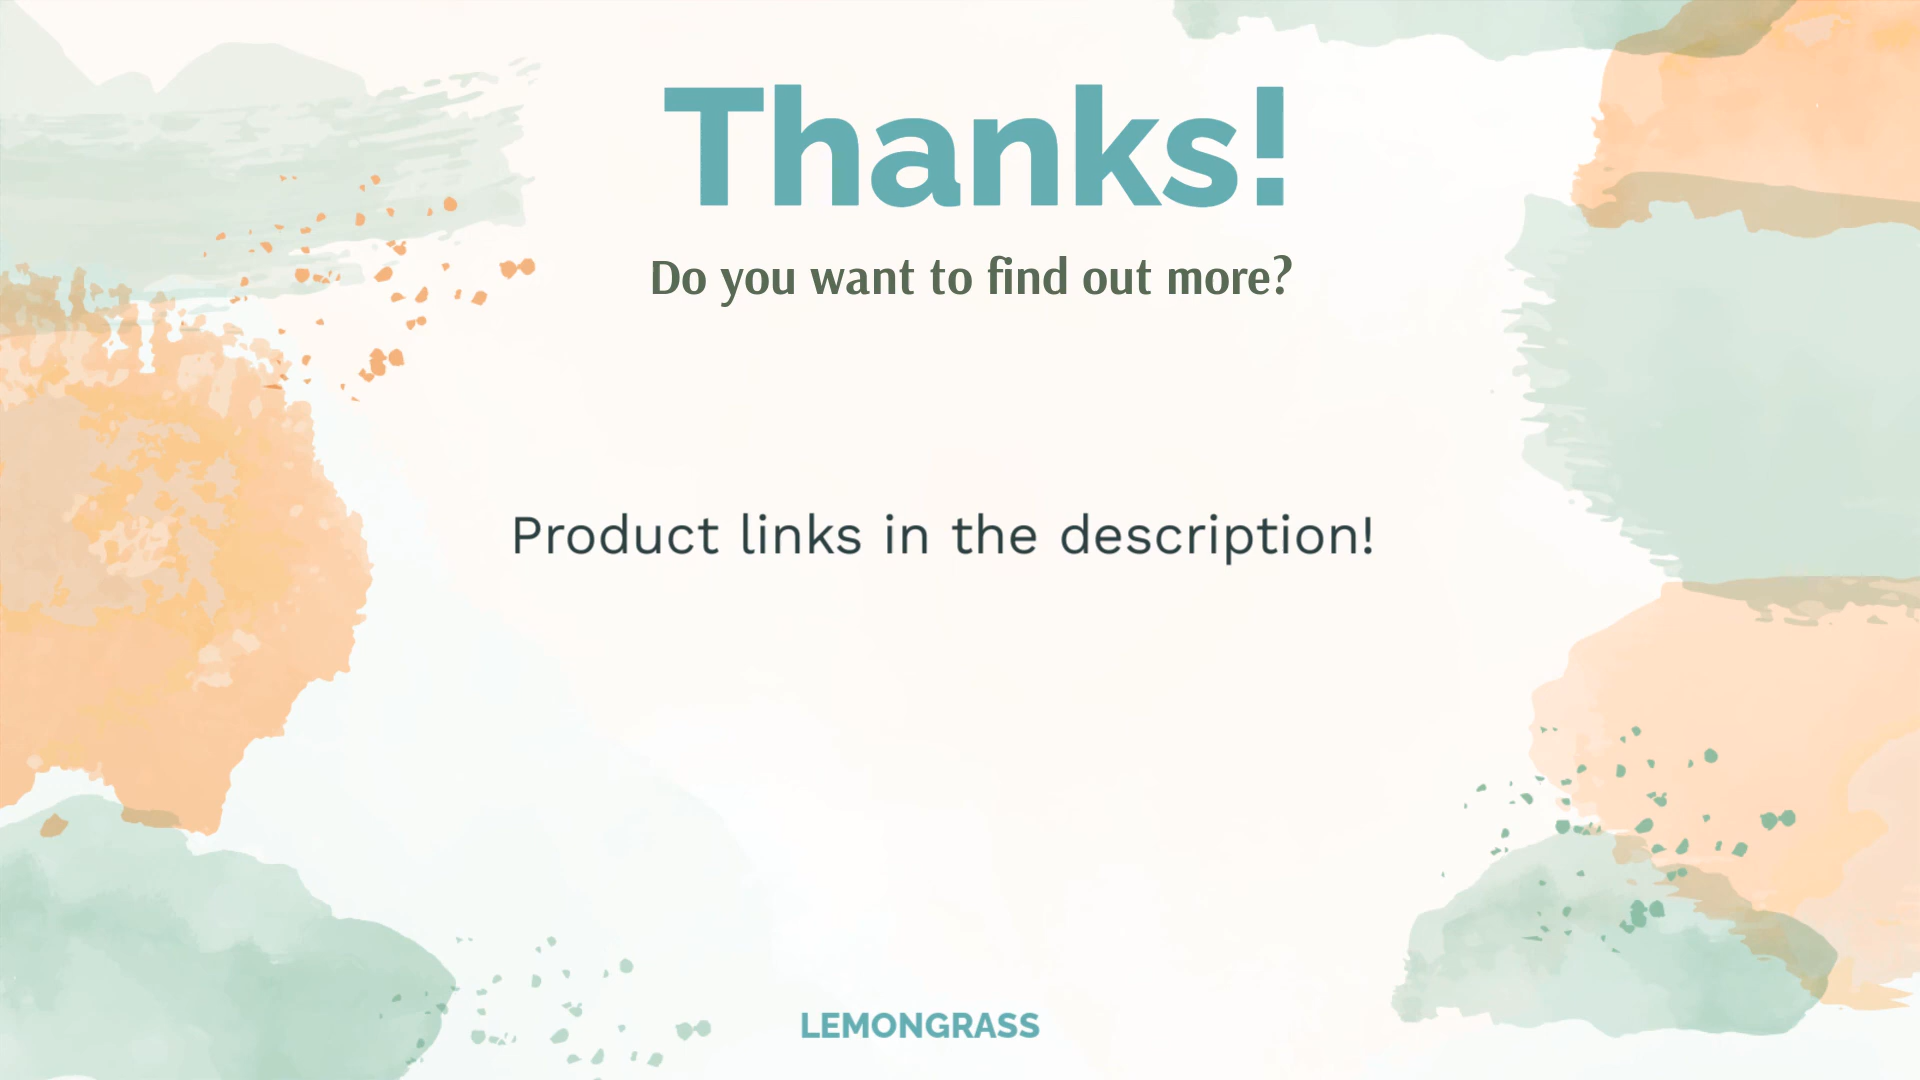 Thanks!
Do you want to find out more?
Product links in the description!
LEMONGRASS